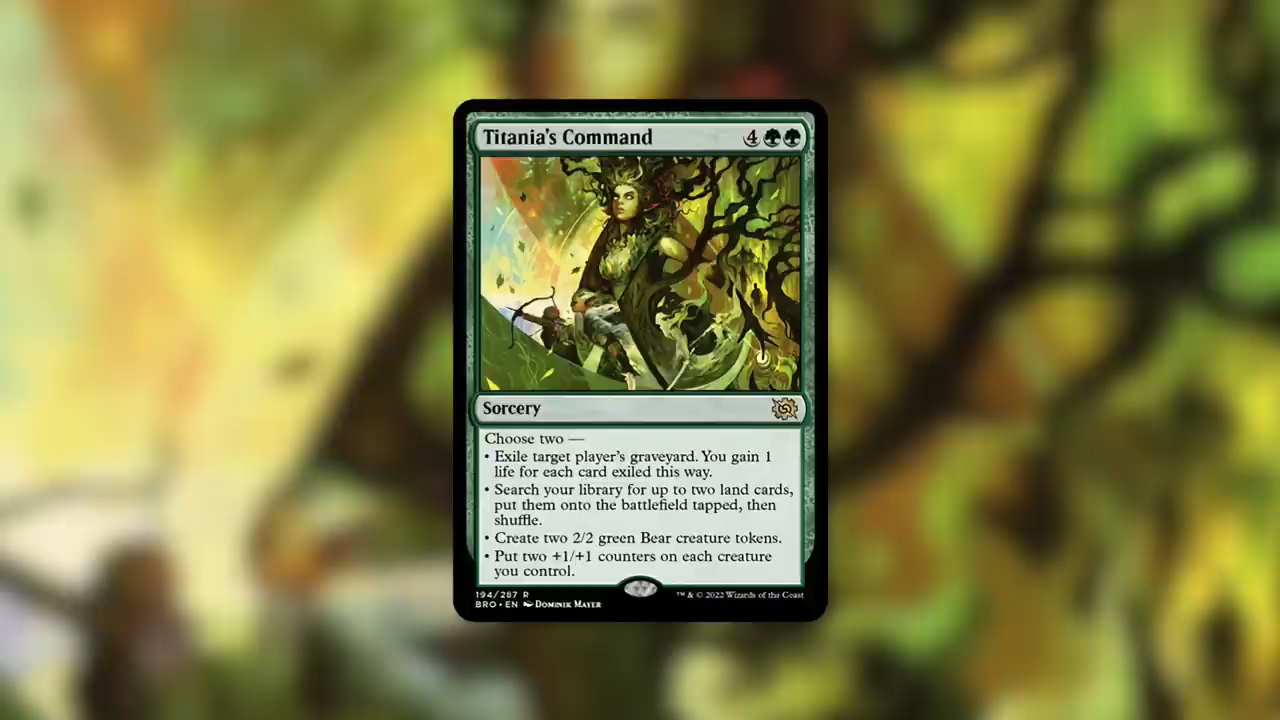 Titania's Command 4
Sorcery
Choose two —
• Exile target player's graveyard. You gain 1
life for each card exiled this way.
• Search your library for up to two land cards,
put them onto the battlefield tapped, then
shuffle.
• Create two 2/2 green Bear creature tokens.
• Put two +1/+1 counters on each creature
you control.
194/287 R
BRO • EN Dominik Mayer
™ & © 2022 Wizards of the Coast